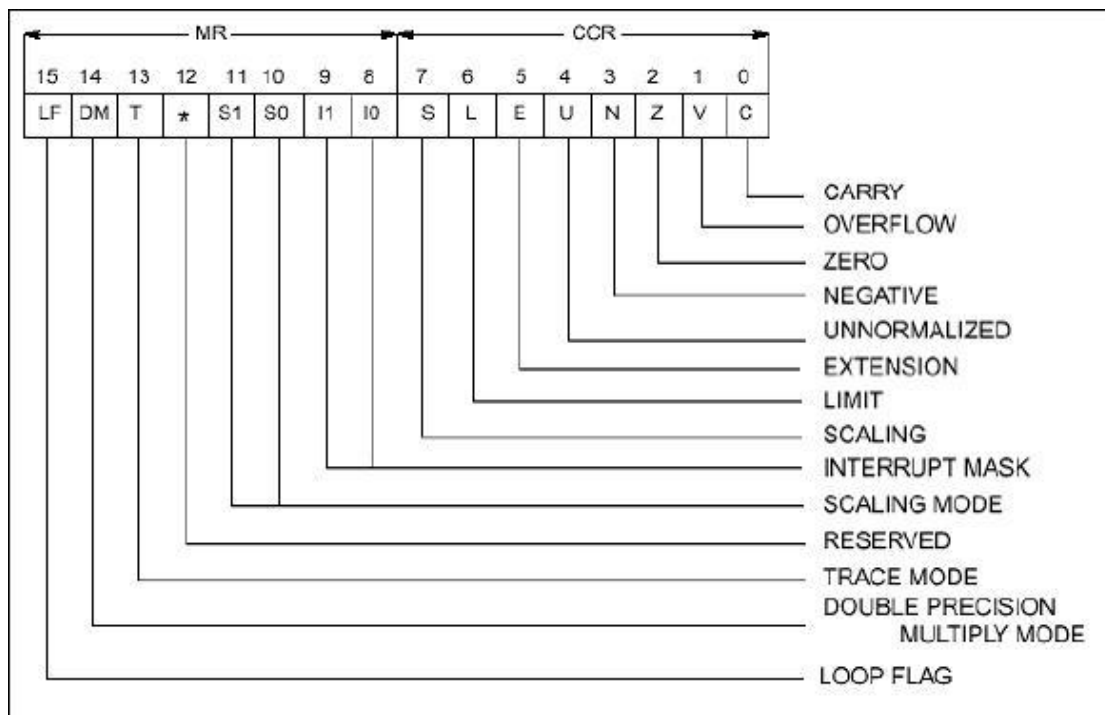 MR CCR
15 14 13 12 11 10 9 8 7 6 5 4 3 2 1 0
LF DM T * S1 S0 I1 I0 S L E U N Z V C
CARRY
OVERFLOW
ZERO
NEGATIVE
UNNORMALIZED
EXTENSION
LIMIT
SCALING
INTERRUPT MASK
SCALING MODE
RESERVED
TRACE MODE
DOUBLE PRECISION
MULTIPLY MODE
LOOP FLAG